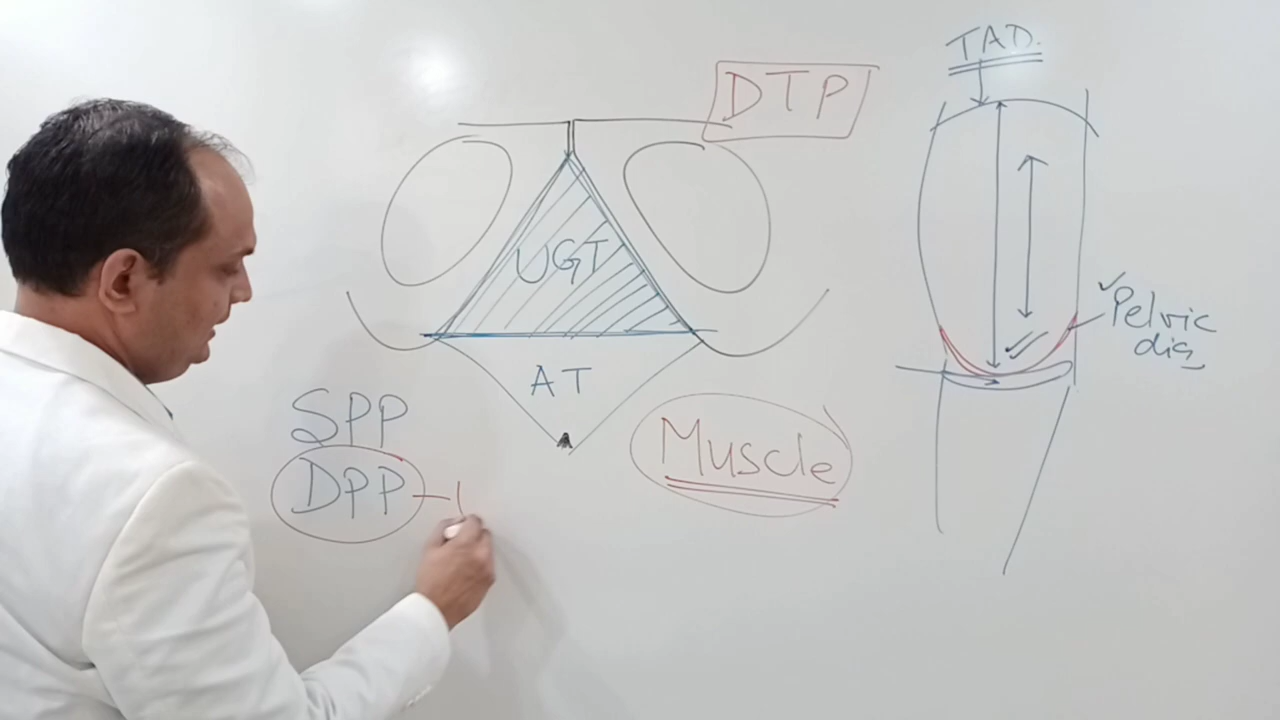 TAD.
DTP
UGT
Pelvic
dia
AT
SPP
DPP
Muscle